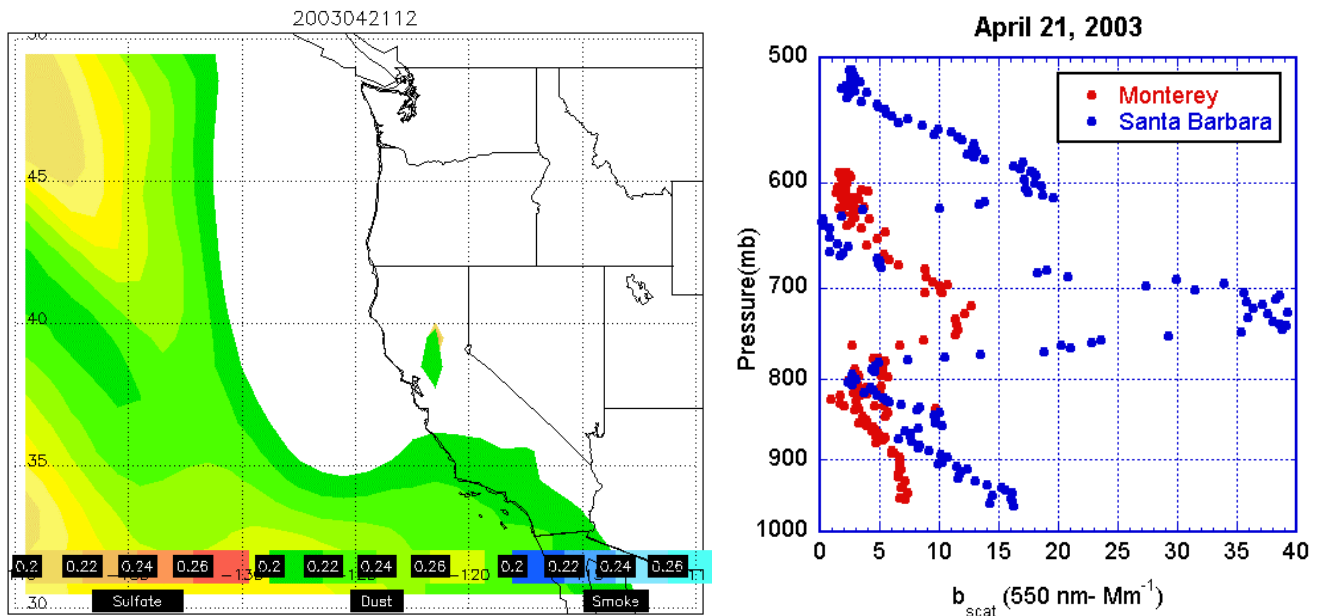 2003042112
45
40
35
30
0.2 0.22 0.24 0.26 0.2 0.22 0.24 0.26 0.2 0.22 0.24 0.26
-120
Sulfate Dust Smoke
April 21, 2003
Monterey
Santa Barbara
500
600
700
800
900
1000
Pressure(mb)
0 5 10 15 20 25 30 35 40
b_scat (550 nm- Mm⁻¹)